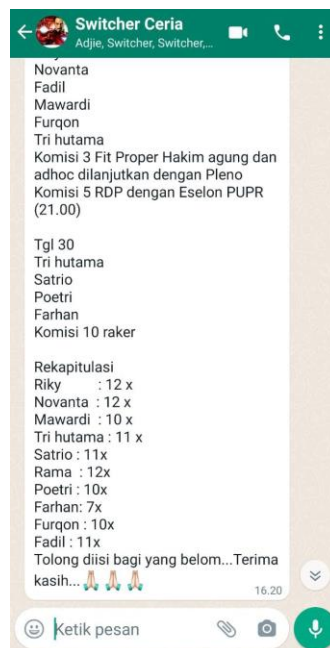 Switcher Ceria
Adjie, Switcher, Switcher,...
Novanta
Fadil
Mawardi
Furqon
Tri hutama
Komisi 3 Fit Proper Hakim agung dan
adhoc dilanjutkan dengan Pleno
Komisi 5 RDP dengan Eselon PUPR
(21.00)
Tgl 30
Tri hutama
Satrio
Poetri
Farhan
Komisi 10 raker
Rekapitulasi
Riky : 12 x
Novanta : 12 x
Mawardi : 10 x
Tri hutama : 11 x
Satrio : 11x
Rama : 12x
Poetri : 10x
Farhan: 7x
Furqon : 10x
Fadil : 11x
Tolong diisi bagi yang belom...Terima
kasih...🙏🙏🙏
16.20
Ketik pesan